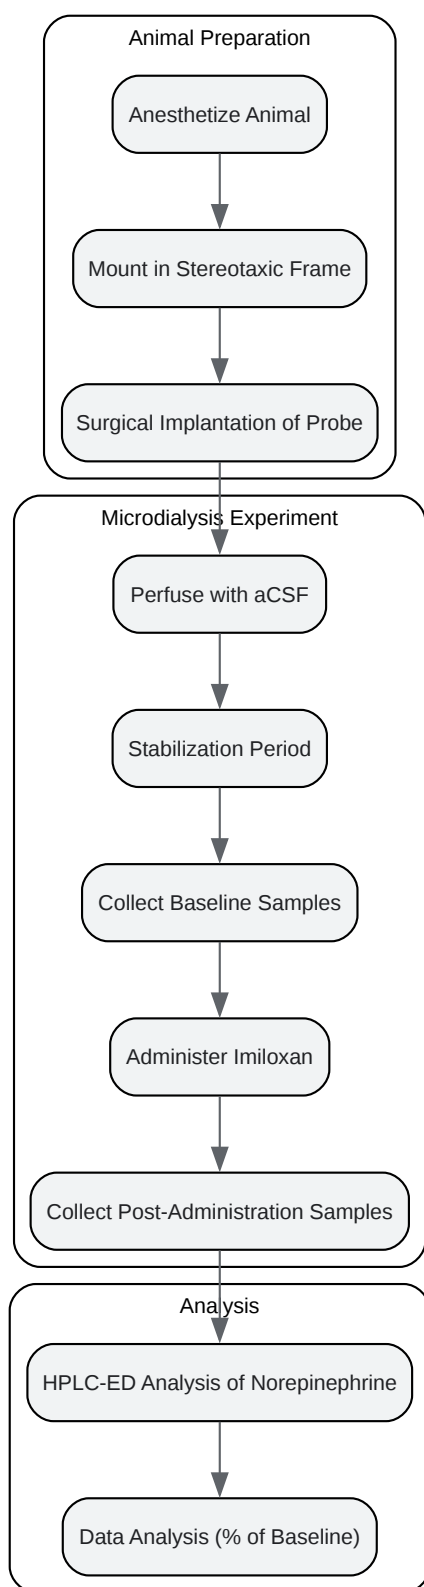 Animal Preparation
Anesthetize Animal
Mount in Stereotaxic Frame
Surgical Implantation of Probe
Microdialysis Experiment
Perfuse with aCSF
Stabilization Period
Collect Baseline Samples
Administer Imiloxan
Collect Post-Administration Samples
Analysis
HPLC-ED Analysis of Norepinephrine
Data Analysis (% of Baseline)